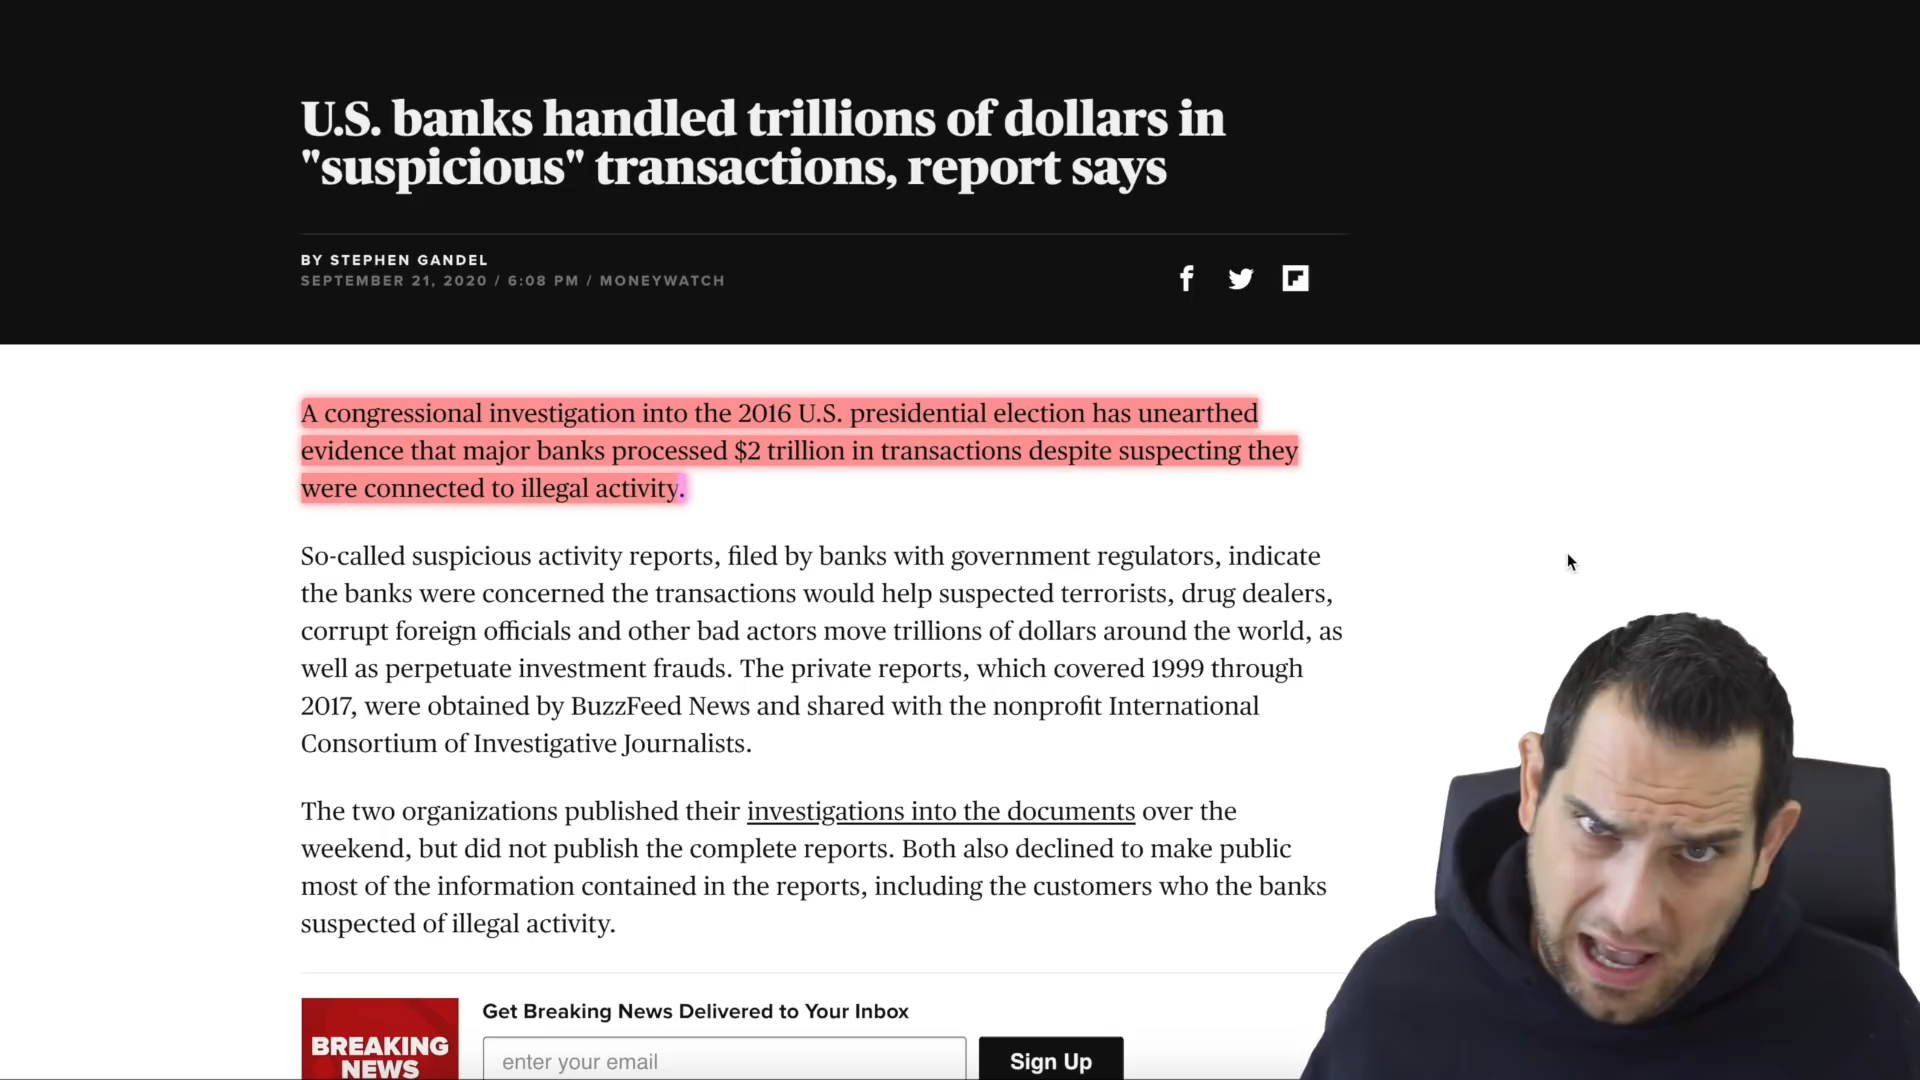 U.S. banks handled trillions of dollars in
"suspicious" transactions, report says
BY STEPHEN GANDEL
SEPTEMBER 21, 2020 / 6:08 PM / MONEYWATCH
A congressional investigation into the 2016 U.S. presidential election has unearthed
evidence that major banks processed $2 trillion in transactions despite suspecting they
were connected to illegal activity.
So-called suspicious activity reports, filed by banks with government regulators, indicate
the banks were concerned the transactions would help suspected terrorists, drug dealers,
corrupt foreign officials and other bad actors move trillions of dollars around the world, as
well as perpetuate investment frauds. The private reports, which covered 1999 through
2017, were obtained by BuzzFeed News and shared with the nonprofit International
Consortium of Investigative Journalists.
The two organizations published their investigations into the documents over the
weekend, but did not publish the complete reports. Both also declined to make public
most of the information contained in the reports, including the customers who the banks
suspected of illegal activity.
Get Breaking News Delivered to Your Inbox
BREAKING
NEWS
enter your email
Sign Up